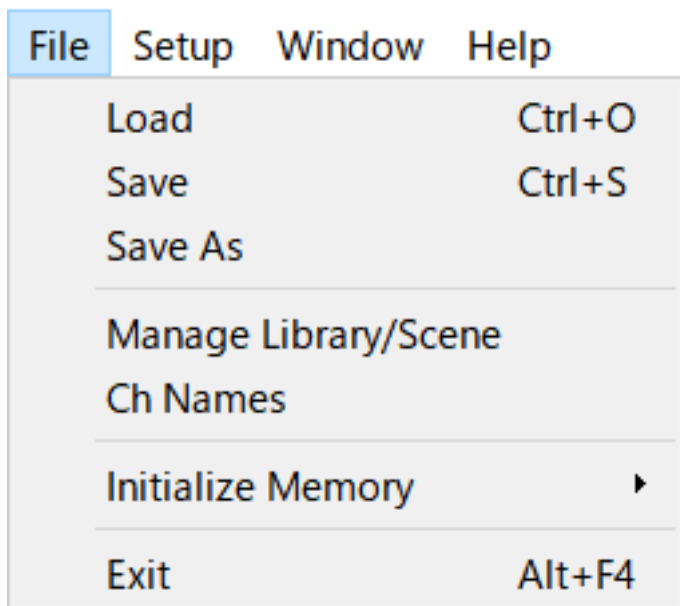 File Setup Window Help
Load Ctrl+O
Save Ctrl+S
Save As
Manage Library/Scene
Ch Names
Initialize Memory
Exit Alt+F4